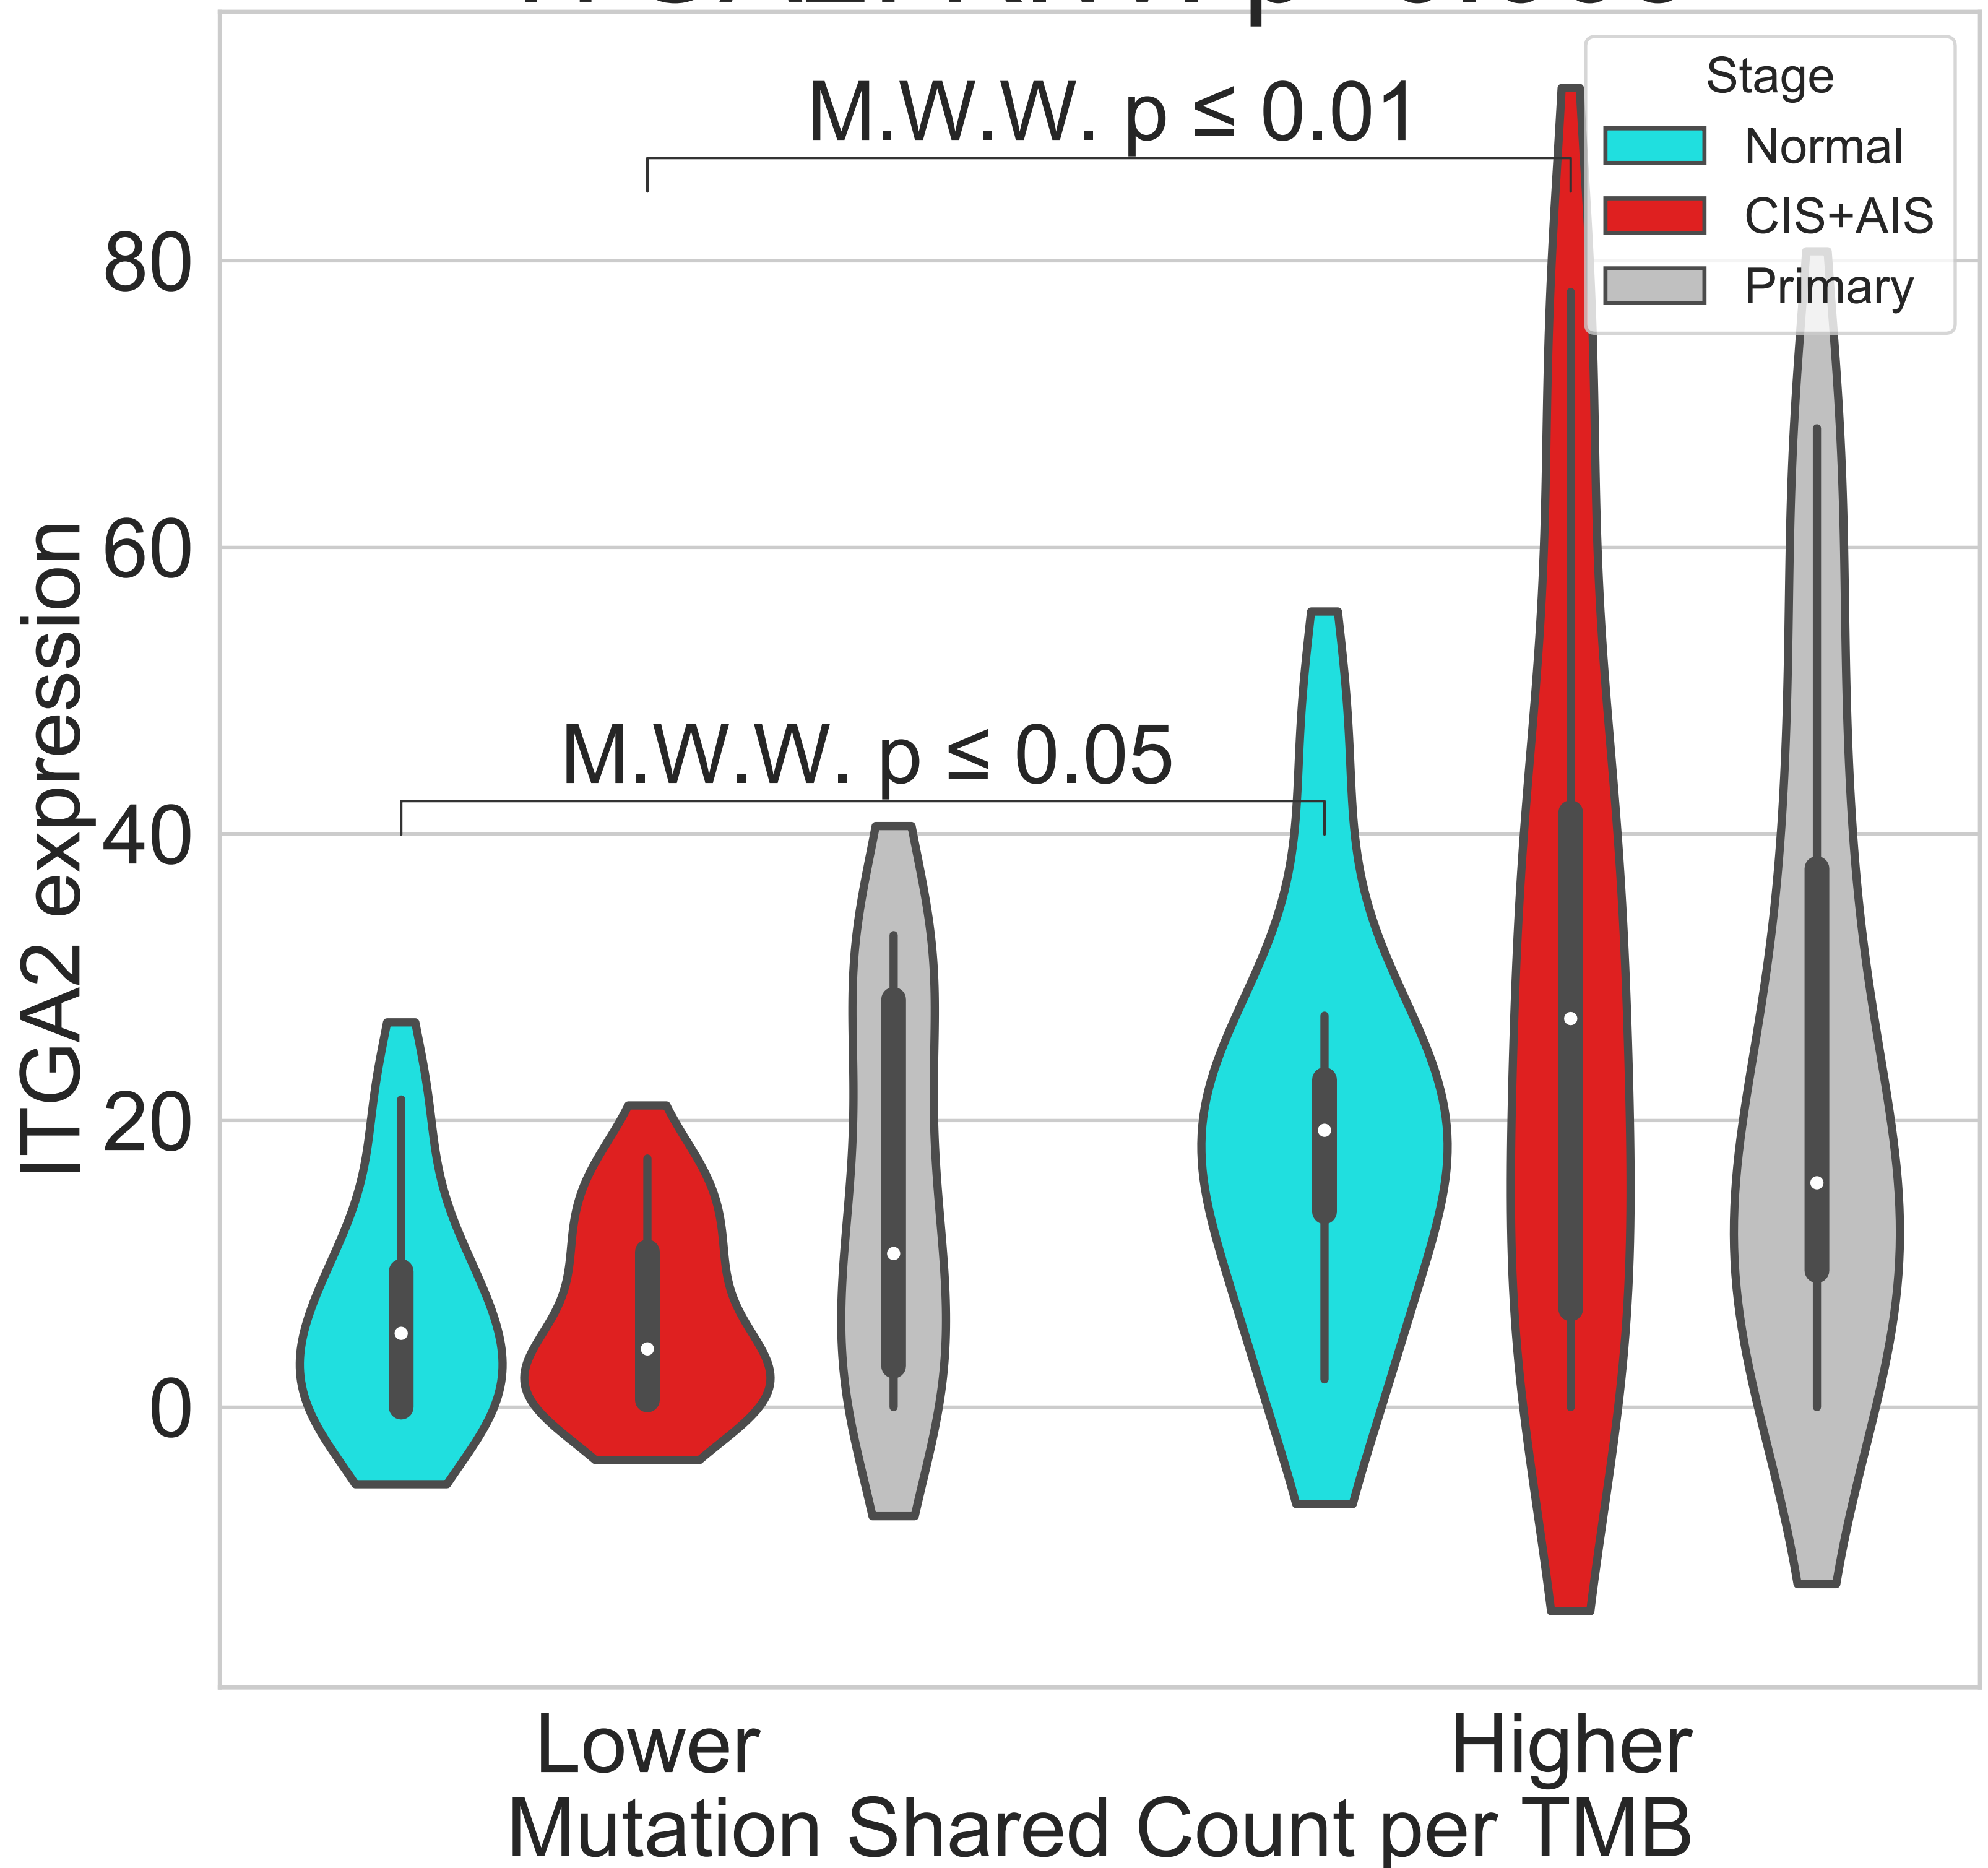 M.W.W. p ≤ 0.01
Stage
Normal
CIS+AIS
Primary
80
60
M.W.W. p ≤ 0.05
40
20
0
ITGA2 expression
Lower
Higher
Mutation Shared Count per TMB